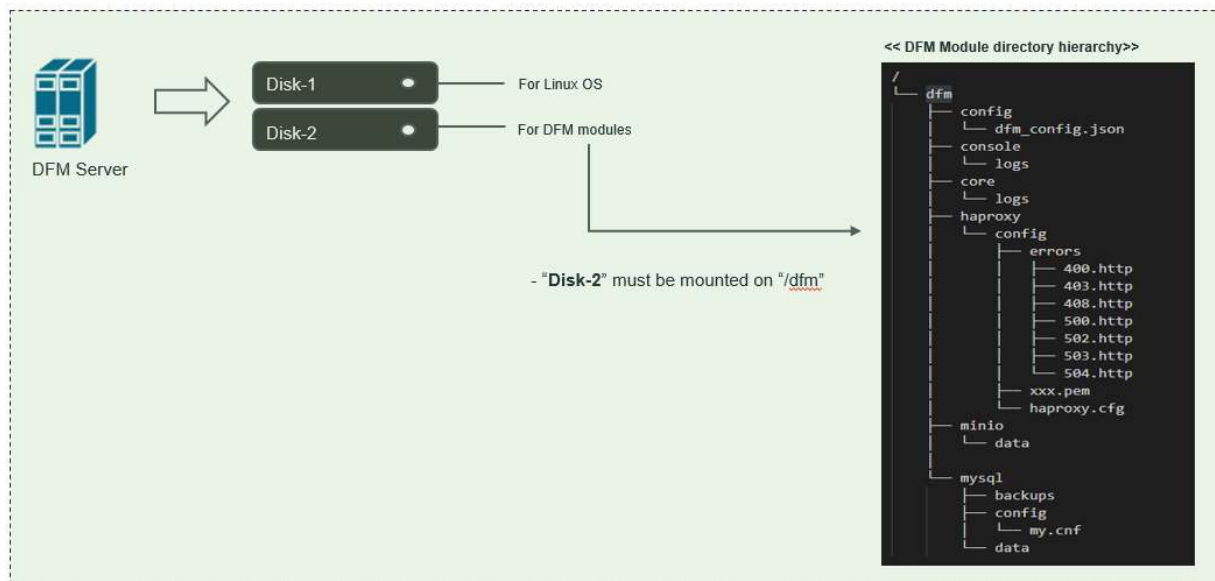 DFM Server
Disk-1
Disk-2
For Linux OS
For DFM modules
- “Disk-2” must be mounted on “/dfm”
<< DFM Module directory hierarchy>>
/
└── dfm
    ├── config
    │   └── dfm_config.json
    ├── console
    │   └── logs
    ├── core
    │   └── logs
    ├── haproxy
    │   └── config
    │       ├── errors
    │       │   ├── 400.http
    │       │   ├── 403.http
    │       │   ├── 408.http
    │       │   ├── 500.http
    │       │   ├── 502.http
    │       │   ├── 503.http
    │       │   └── 504.http
    │       ├── xxx.pem
    │       └── haproxy.cfg
    ├── minio
    │   └── data
    │
    └── mysql
        ├── backups
        ├── config
        │   └── my.cnf
        └── data